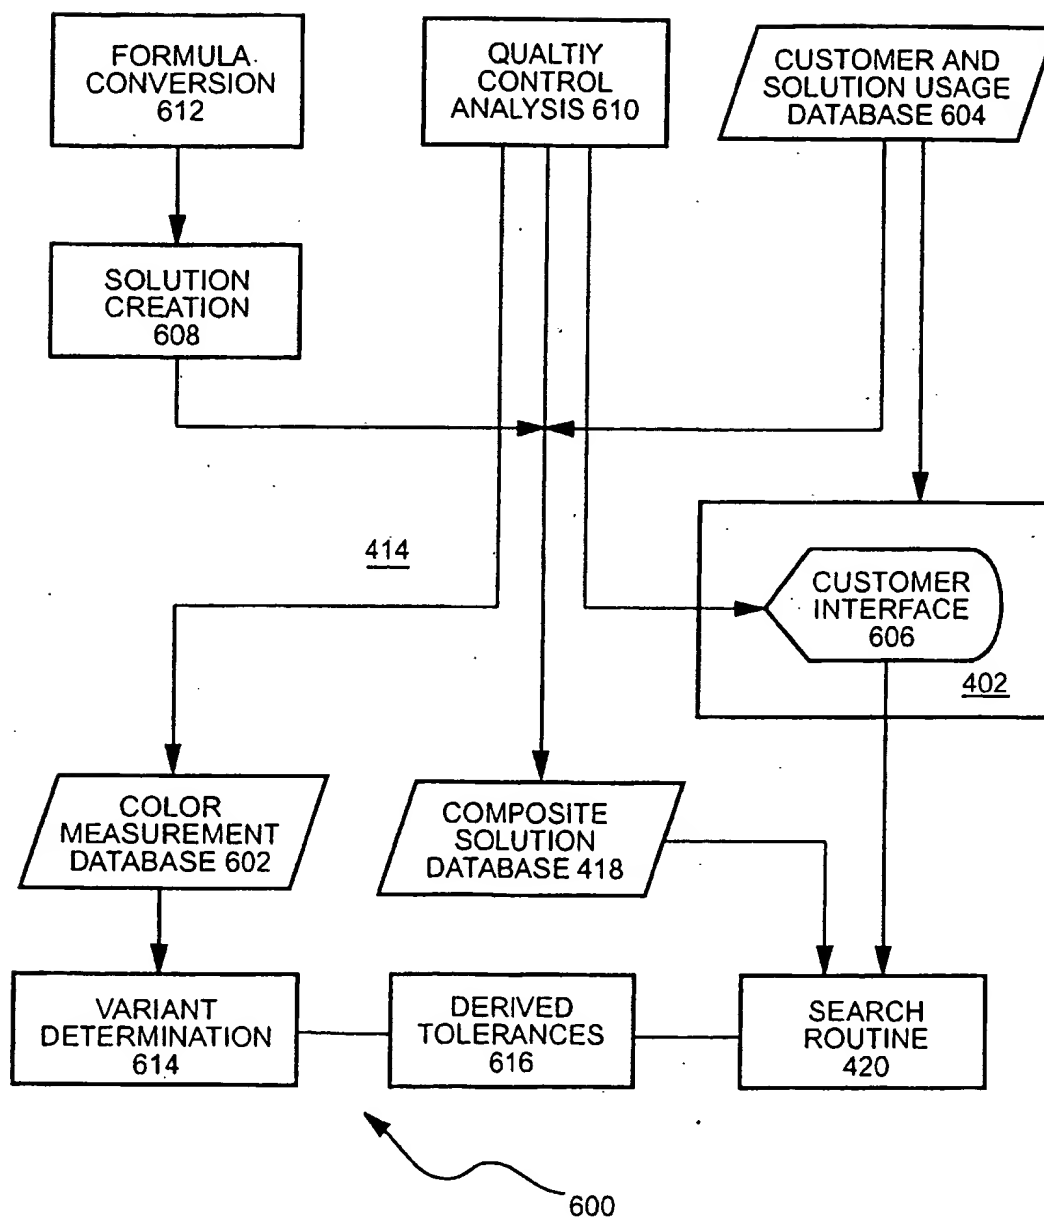 FORMULA
CONVERSION
612
QUALTIY
CONTROL
ANALYSIS 610
CUSTOMER AND
SOLUTION USAGE
DATABASE 604
SOLUTION
CREATION
608
414
CUSTOMER
INTERFACE
606
402
COLOR
MEASUREMENT
DATABASE 602
COMPOSITE
SOLUTION
DATABASE 418
VARIANT
DETERMINATION
614
DERIVED
TOLERANCES
616
SEARCH
ROUTINE
420
600